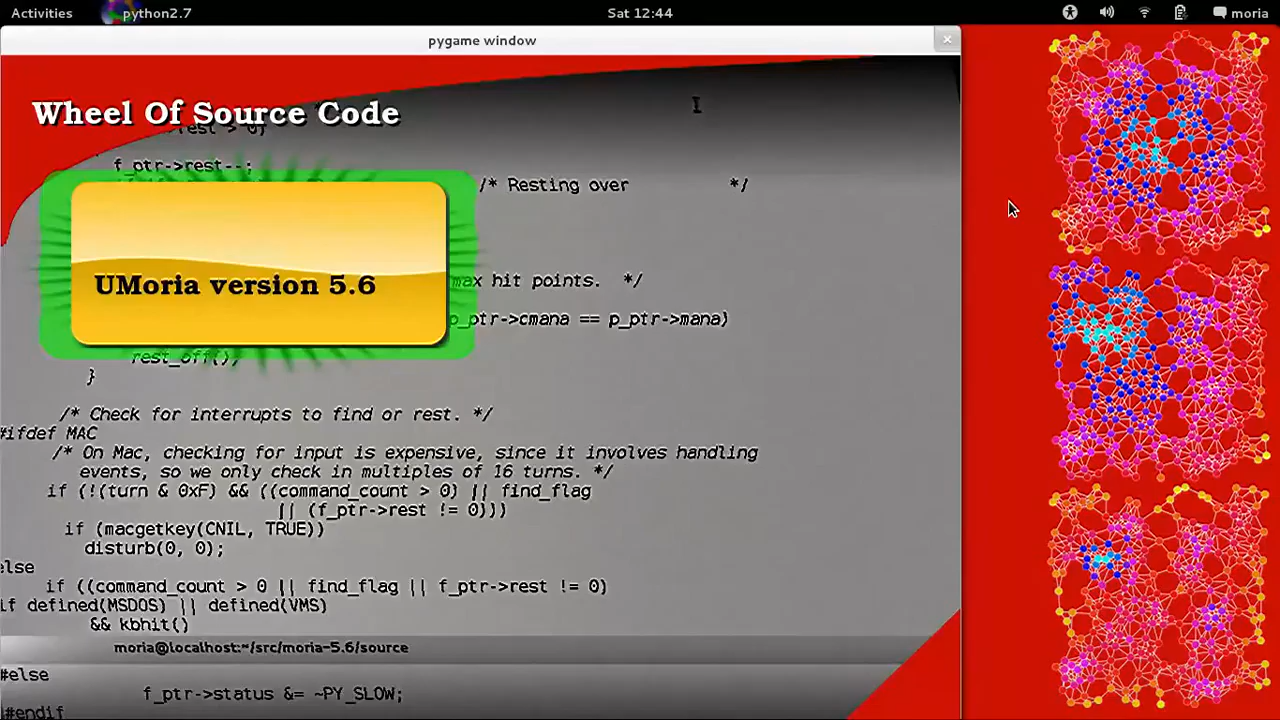 Activities
python2.7
Sat 12:44
moria
pygame window
Wheel Of Source Code
rest > 0)
f_ptr->rest--;
/* Resting over */
UMoria version 5.6
max hit points. */
p_ptr->cmana == p_ptr->mana)
rest_off();
}
/* Check for interrupts to find or rest. */
#ifdef MAC
/* On Mac, checking for input is expensive, since it involves handling
events, so we only check in multiples of 16 turns. */
if (!(turn & 0xF) && ((command_count > 0) || find_flag
|| (f_ptr->rest != 0)))
if (macgetkey(CNIL, TRUE))
disturb(0, 0);
else
if ((command_count > 0 || find_flag || f_ptr->rest != 0)
if defined(MSDOS) || defined(VMS)
&& kbhit()
moria@localhost:~/src/moria-5.6/source
#else
f_ptr->status &= ~PY_SLOW;
#endif